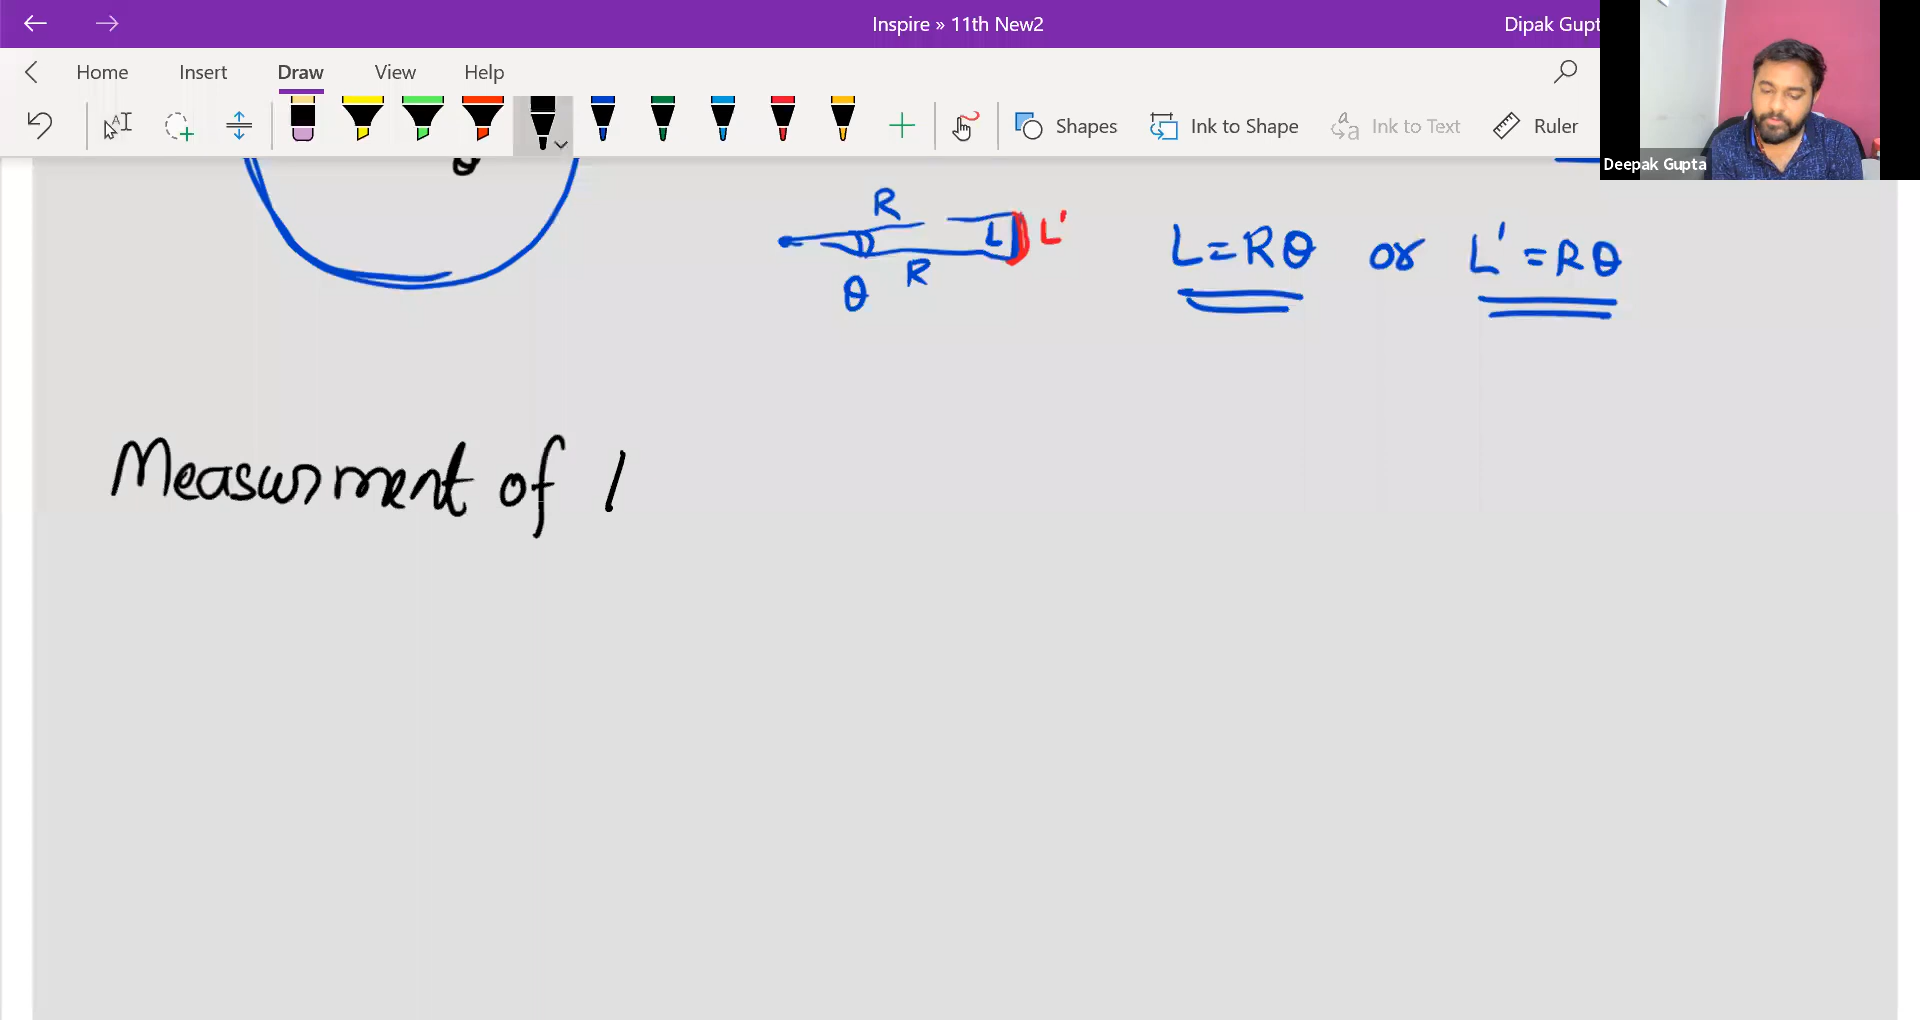 Inspire » 11th New2
Dipak Gupt
Home Insert Draw View Help
Shapes Ink to Shape Ink to Text Ruler
Deepak Gupta
θ
R
L L'
R
θ
L=Rθ or L'=Rθ
Measurment of